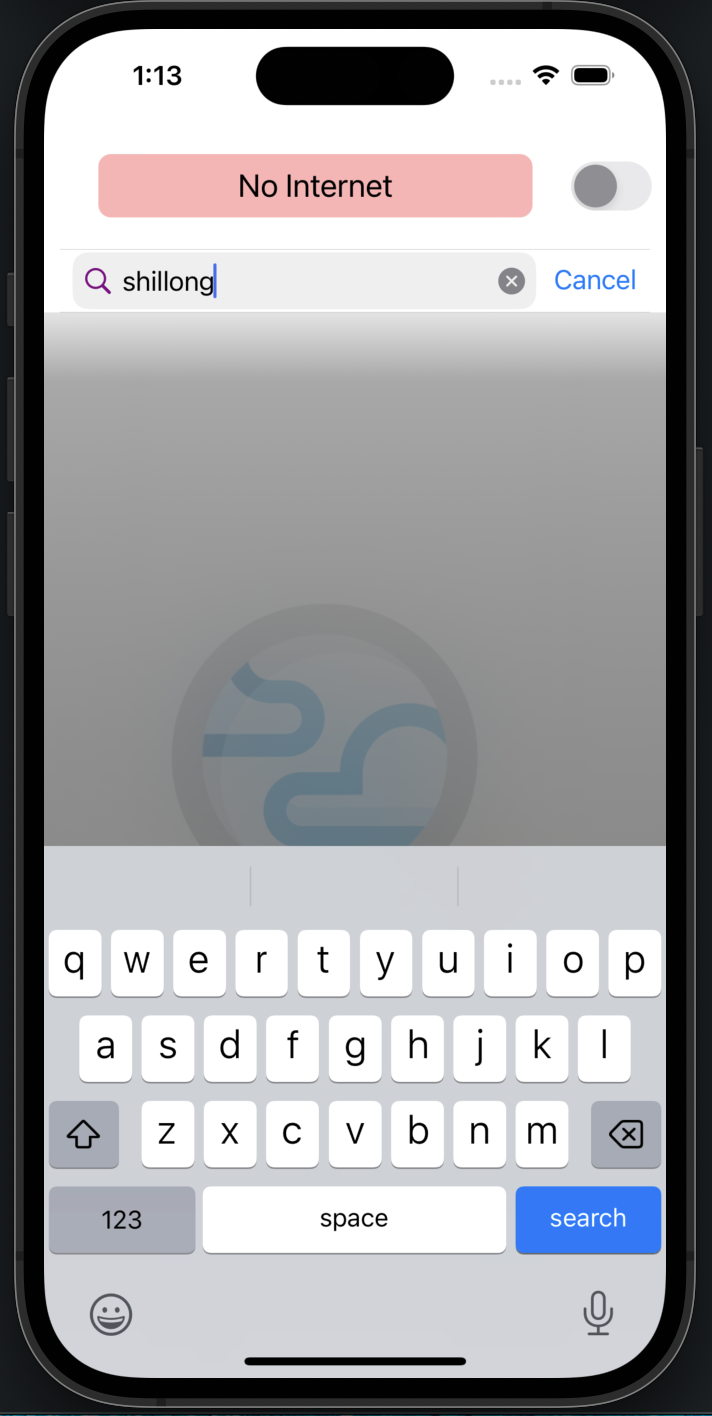 1:13
No Internet
shillong
Cancel
q w e r t y u i o p
a s d f g h j k l
z x c v b n m
123 space search